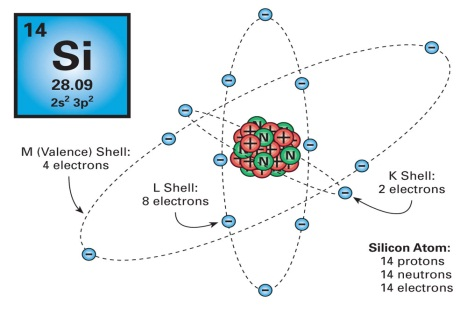 14
Si
28.09
2s² 3p²
M (Valence) Shell:
4 electrons
L Shell:
8 electrons
K Shell:
2 electrons
N
N
N
N
Silicon Atom:
14 protons
14 neutrons
14 electrons